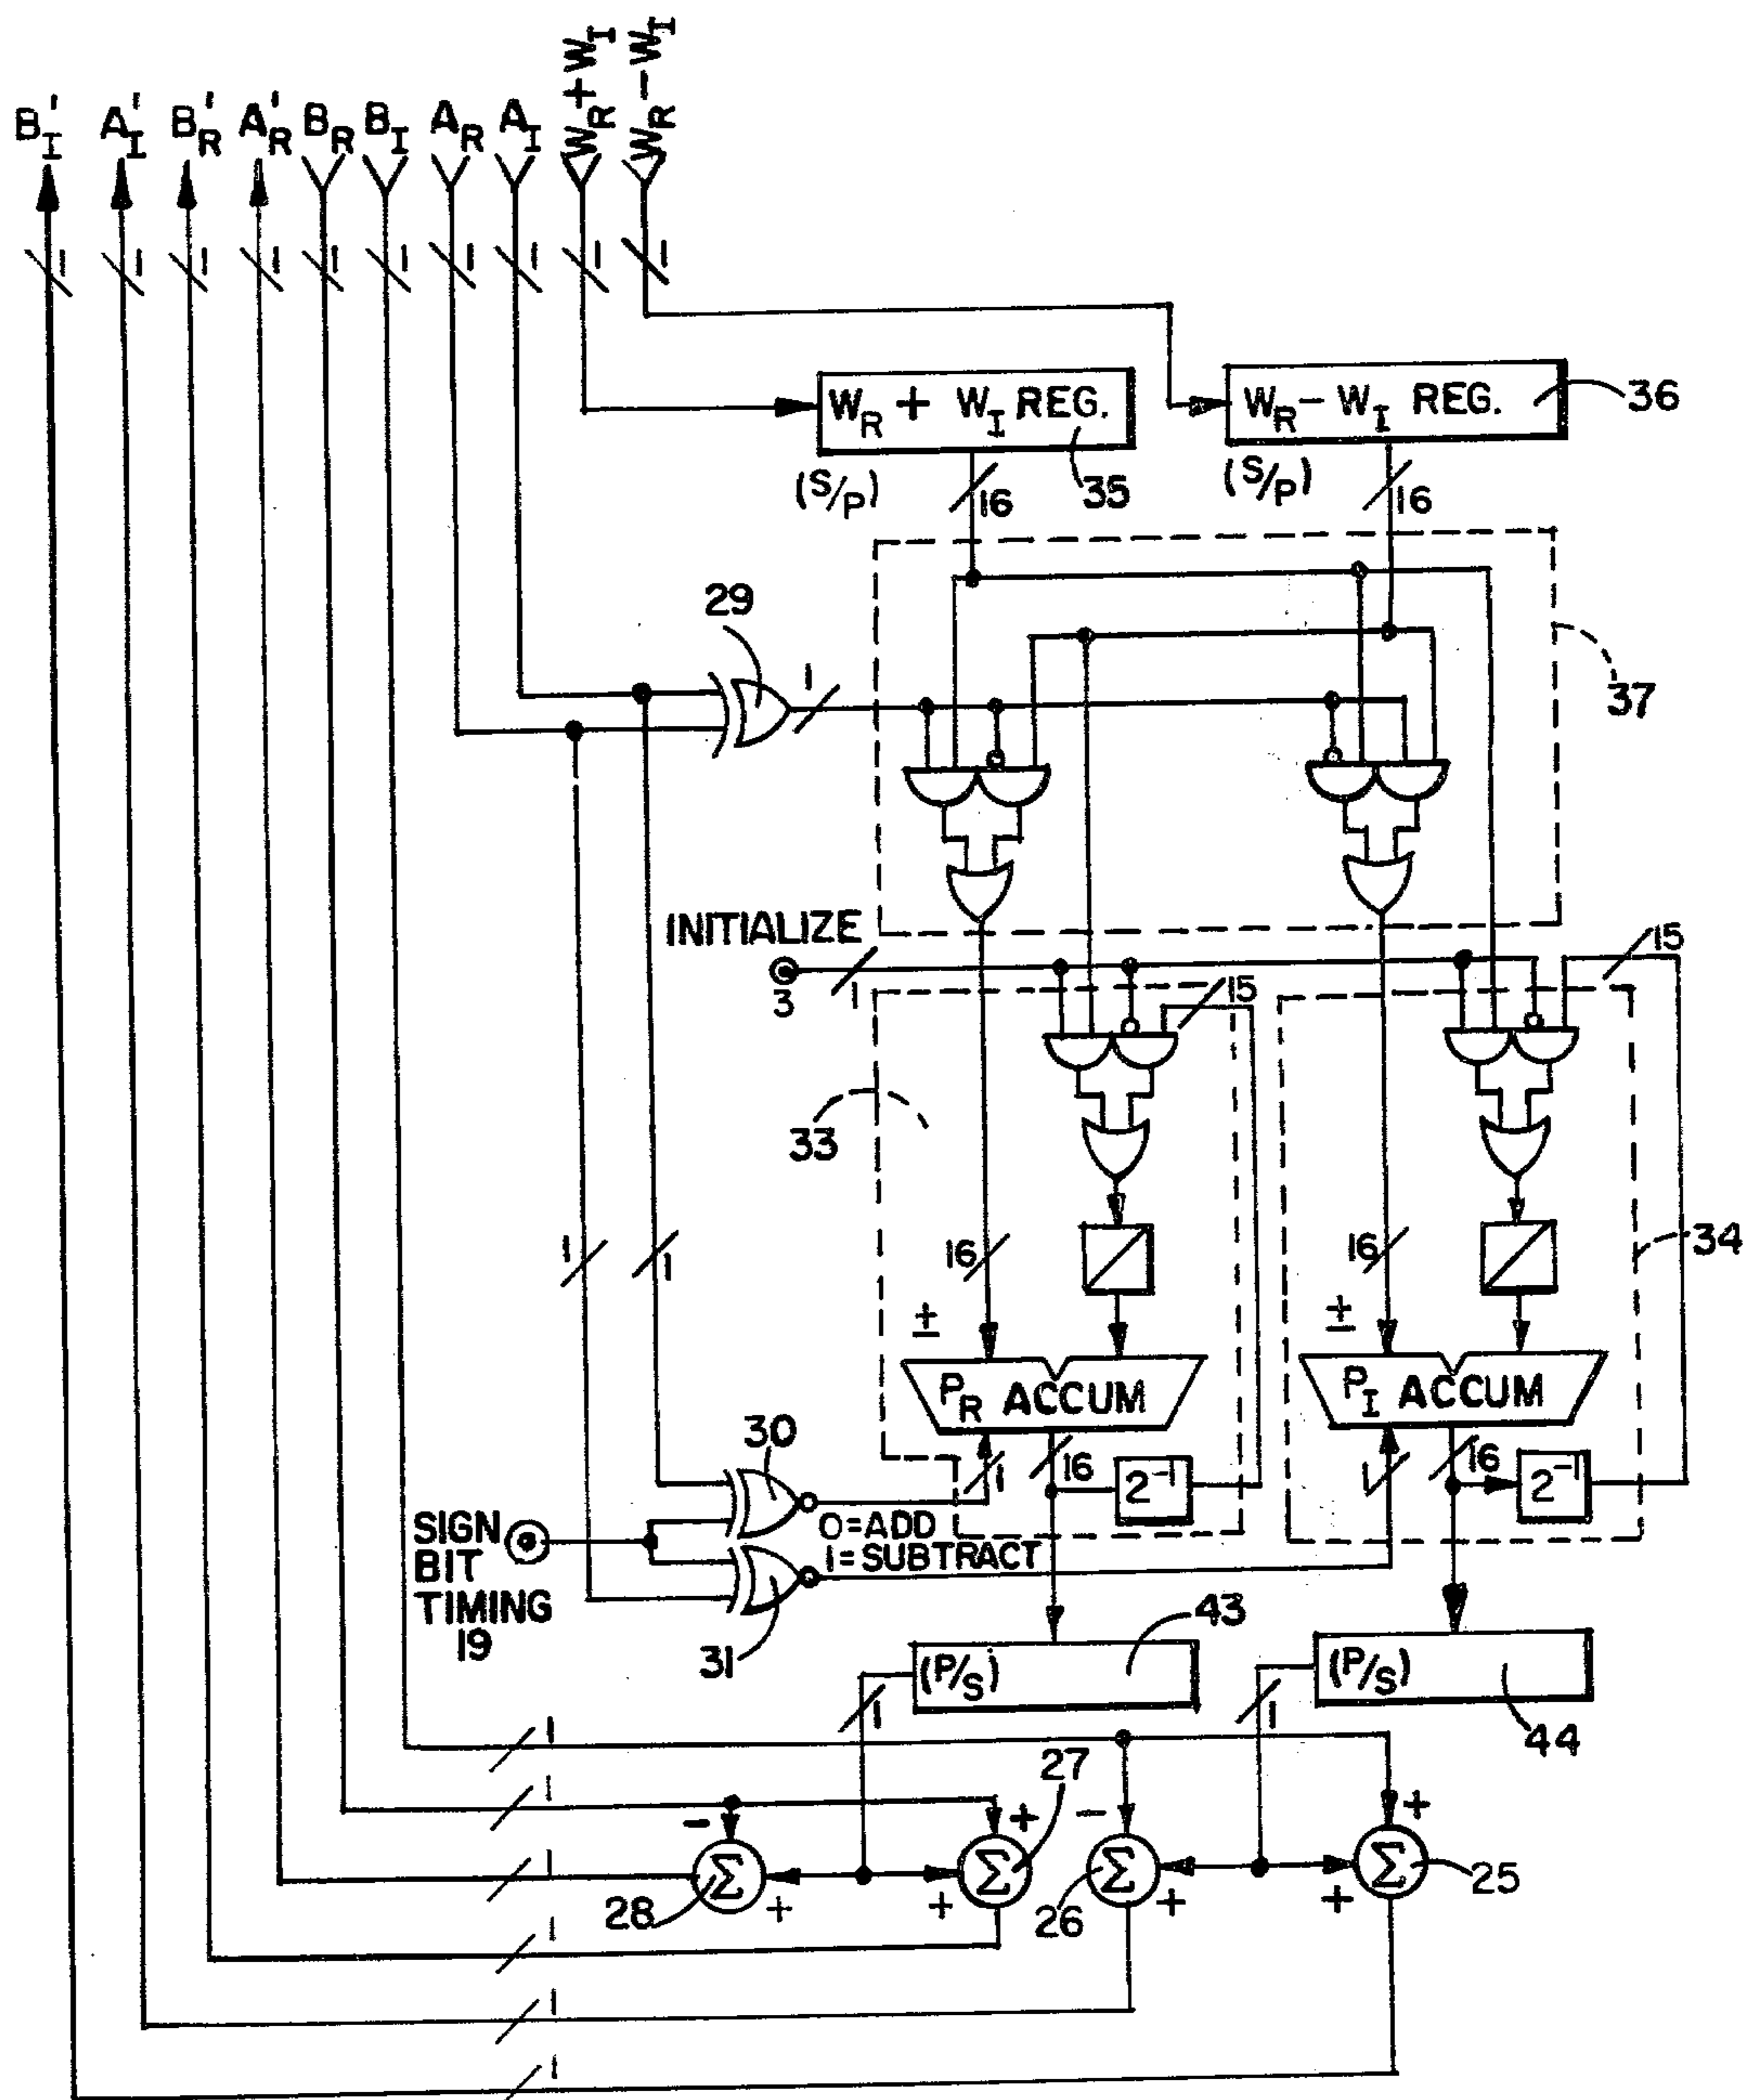 B'I A'I B'R A'R BR BI AR AI WR+WI WR-WI
1 1 1 1 1 1 1 1 1 1
WR + WI REG.
WR - WI REG.
36
(S/P)
16
35
(S/P)
16
29
1
37
INITIALIZE
3
1
15
15
33
34
1
1
16
16
±
±
PR ACCUM
PI ACCUM
30
1
16
2⁻¹
1
16
2⁻¹
SIGN
BIT
TIMING
19
0=ADD
1=SUBTRACT
31
43
(P/S)
1
(P/S)
1
44
1
27
1
-
+
-
+
Σ
Σ
Σ
Σ
1
28
+
+
26
+
+
25
1
1
1